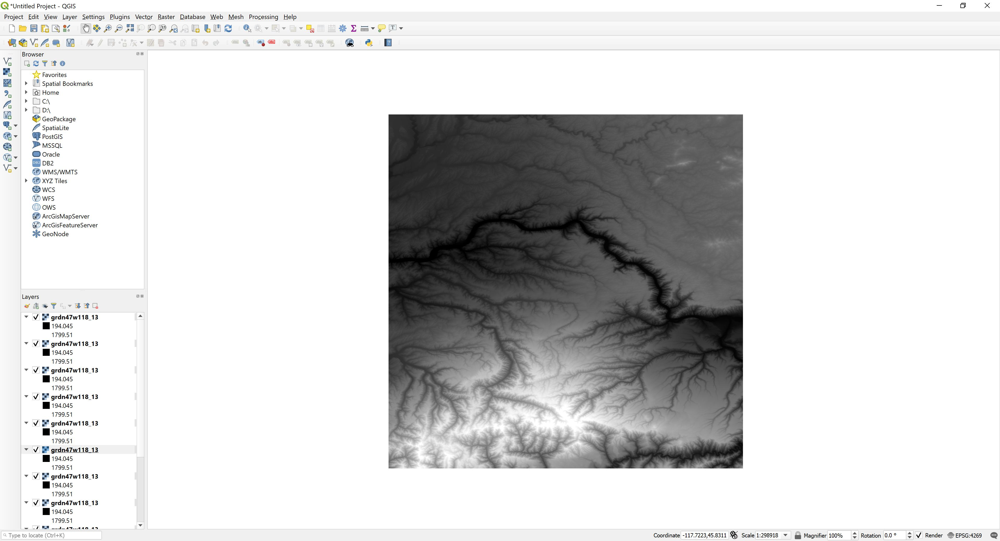 *Untitled Project - QGIS
Project Edit View Layer Settings Plugins Vector Raster Database Web Mesh Processing Help
Browser
Favorites
Spatial Bookmarks
Home
C:\
D:\
GeoPackage
SpatiaLite
PostGIS
MSSQL
Oracle
DB2
WMS/WMTS
XYZ Tiles
WCS
WFS
OWS
ArcGisMapServer
ArcGisFeatureServer
GeoNode
Layers
grdn47w118_13
194.045
1799.51
grdn47w118_13
194.045
1799.51
grdn47w118_13
194.045
1799.51
grdn47w118_13
194.045
1799.51
grdn47w118_13
194.045
1799.51
grdn47w118_13
194.045
1799.51
grdn47w118_13
194.045
1799.51
grdn47w118_13
194.045
1799.51
grdn47w118_13
Type to locate (Ctrl+K) Coordinate -117.7223,45.8311 Scale 1:298918 Magnifier 100% Rotation 0.0 ° Render EPSG:4269